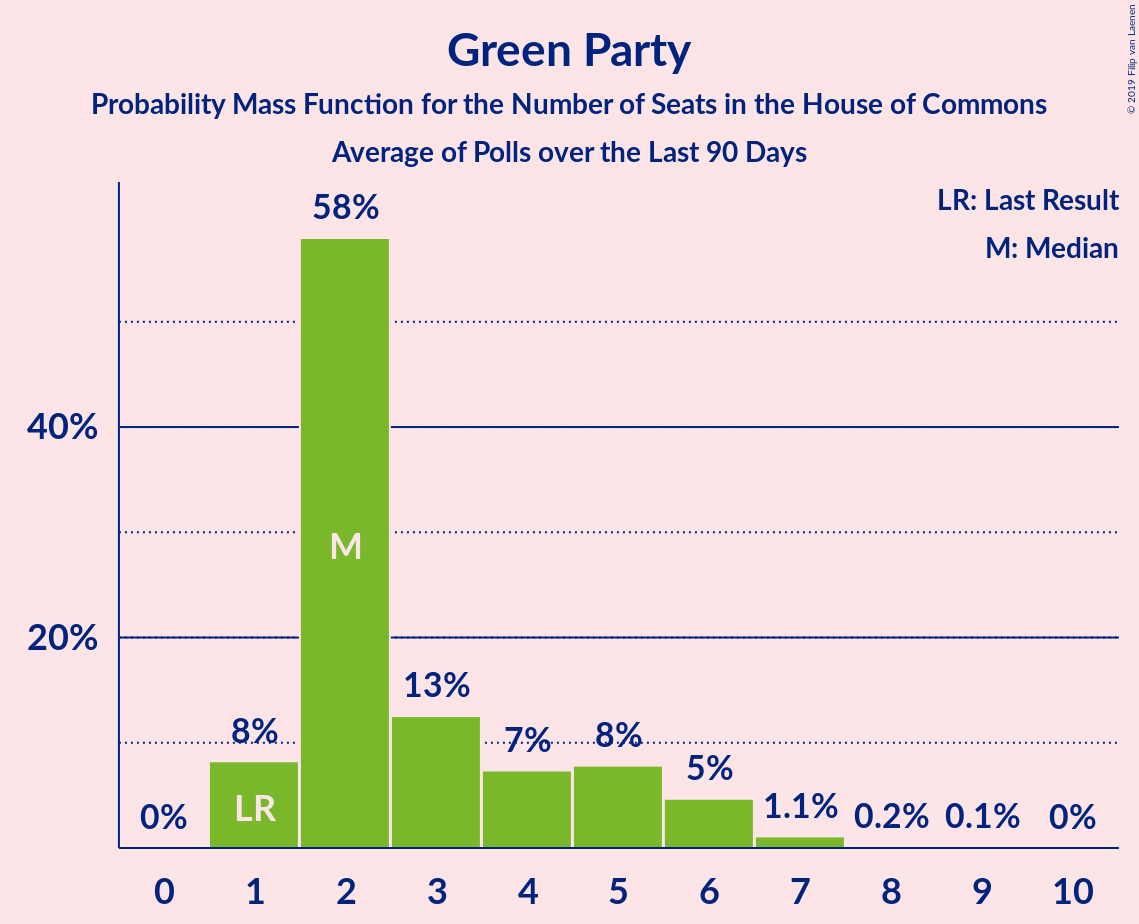 Green Party
Probability Mass Function for the Number of Seats in the House of Commons
Average of Polls over the Last 90 Days
© 2019 Filip van Laenen
LR: Last Result
M: Median
58%
40%
M
20%
13%
8%
7%
8%
5%
1.1%
0%
LR
0.2%
0.1%
0%
0 1 2 3 4 5 6 7 8 9 10